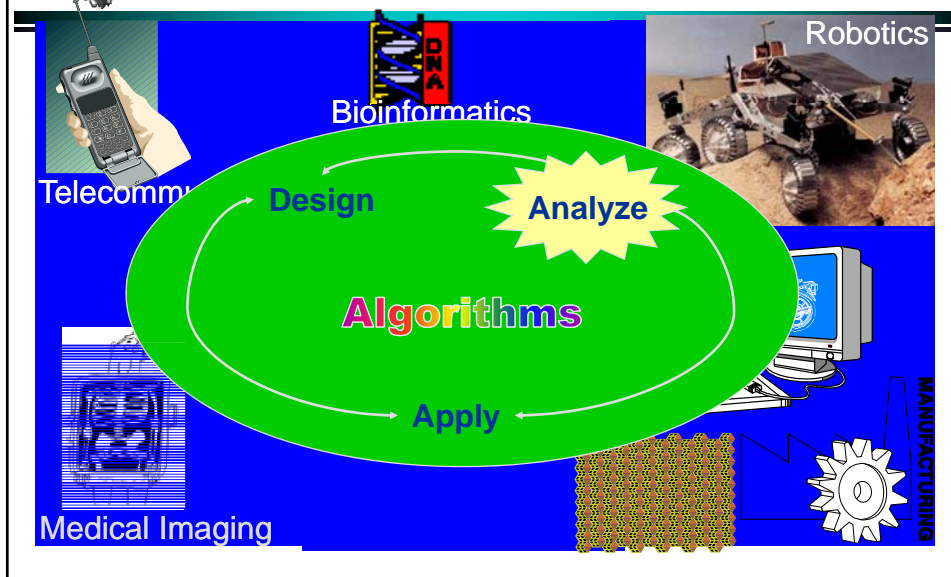 Robotics
DNA
Bioinformatics
Telecommu
Design
Analyze
Algorithms
Apply
MANUFACTURING
Medical Imaging